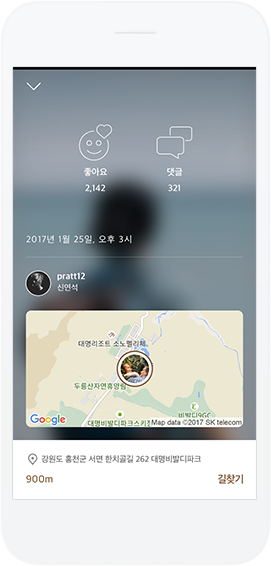 좋아요 댓글
2,142 321
2017년 1월 25일, 오후 3시
pratt12
신연석
대명리조트 소노펠리체
두릉산자연휴양림
비발디9GC
대명비발디파크스키장
Google Map data ©2017 SK telecom
강원도 홍천군 서면 한치골길 262 대명비발디파크
900m 길찾기